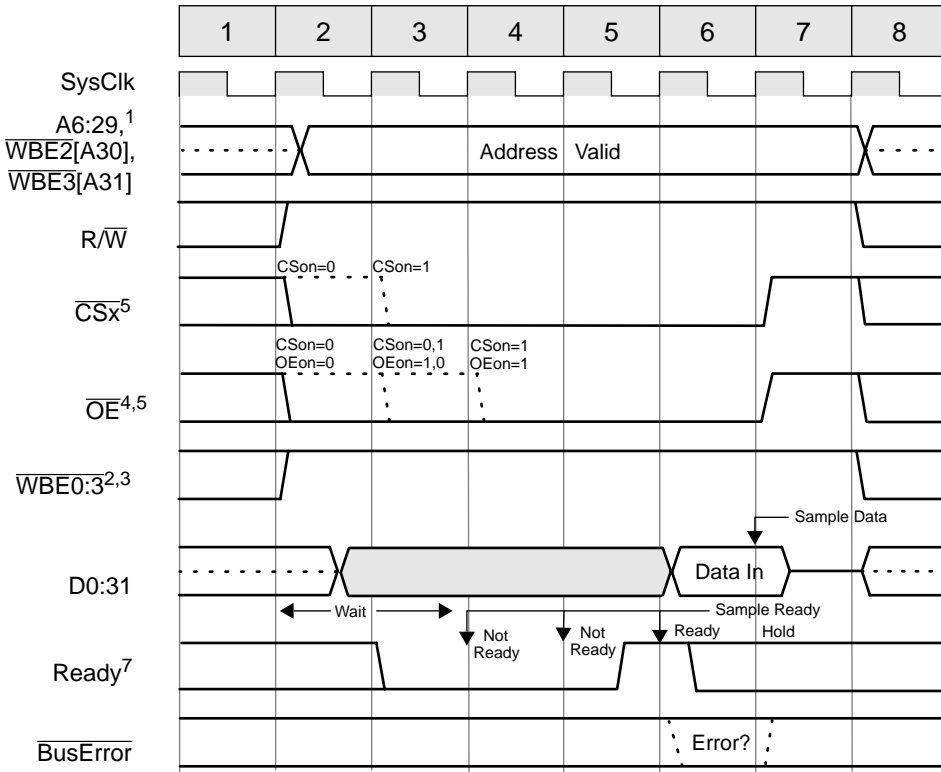 1 2 3 4 5 6 7 8
SysClk
A6:29,1
WBE2[A30],
WBE3[A31]
Address Valid
R/W
CSon=0 CSon=1
CSx5
CSon=0 CSon=0,1 CSon=1
OEon=0 OEon=1,0 OEon=1
OE4,5
WBE0:32,3
Sample Data
D0:31
Data In
Wait
Sample Ready
Not Ready
Not Ready
Ready
Hold
Ready7
BusError
Error?